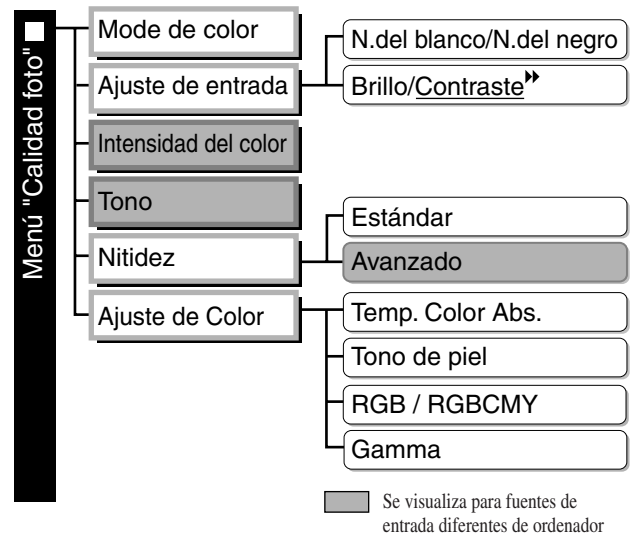 Menú "Calidad foto"
Mode de color
Ajuste de entrada
N.del blanco/N.del negro
Brillo/Contraste
Intensidad del color
Tono
Nitidez
Estándar
Avanzado
Ajuste de Color
Temp. Color Abs.
Tono de piel
RGB / RGBCMY
Gamma
Se visualiza para fuentes de
entrada diferentes de ordenador